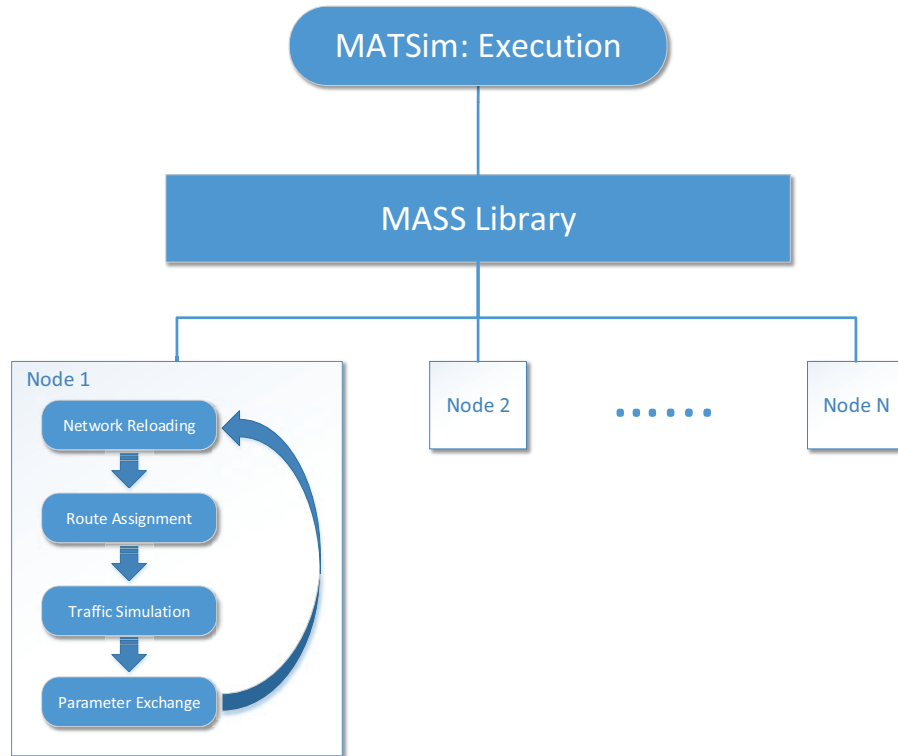 MATSim: Execution
MASS Library
Node 1
Network Reloading
Route Assignment
Traffic Simulation
Parameter Exchange
Node 2
......
Node N